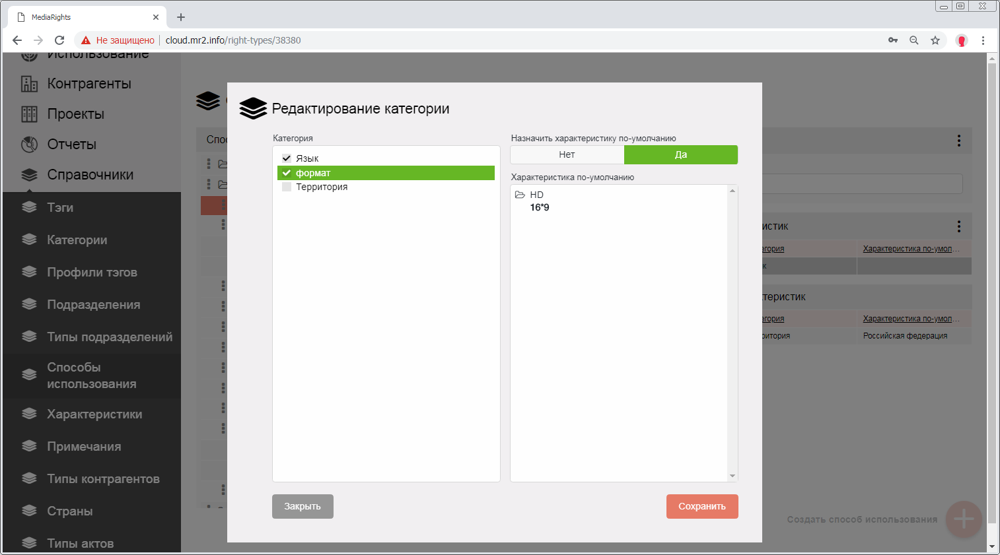 MediaRights
Не защищено
cloud.mr2.info/right-types/38380
Использование
Контрагенты
Проекты
Отчеты
Справочники
Тэги
Категории
Профили тэгов
Подразделения
Типы подразделений
Способы
использования
Характеристики
Примечания
Типы контрагентов
Страны
Типы актов
Спос
Редактирование категории
Категория
Язык
формат
Территория
Назначить характеристику по-умолчанию
Нет
Да
Характеристика по-умолчанию
HD
16*9
Закрыть
Сохранить
истик
егория
Характеристика по-умол...
к
теристик
егория
Характеристика по-умол...
ритория
Российская федерация
Создать способ использования